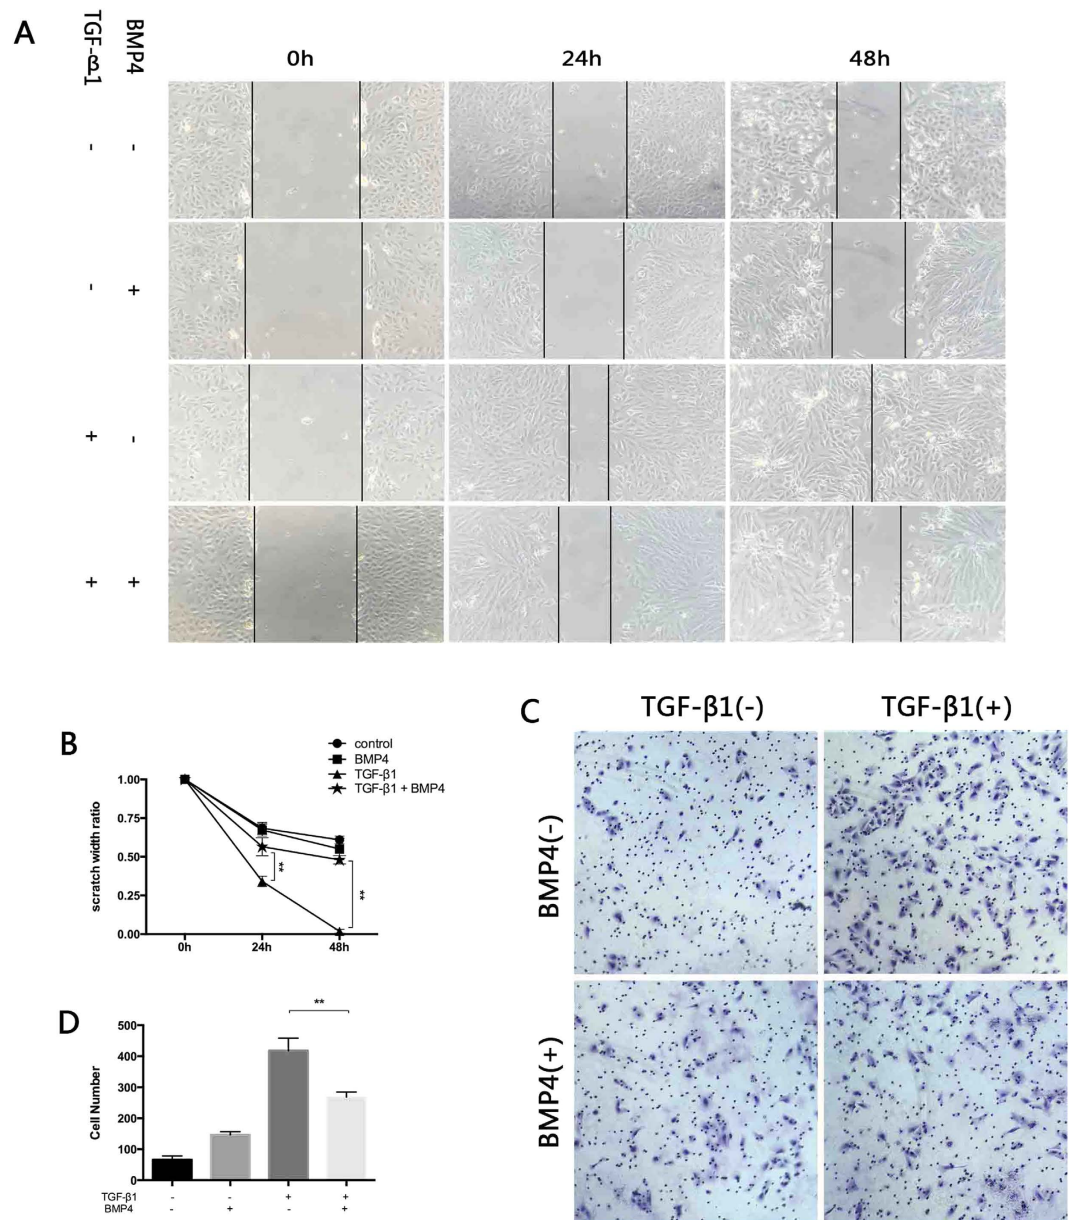 A
TGF-β1
BMP4
0h
24h
48h
- -
- +
+ -
+ +
B
control
BMP4
TGF-β1
TGF-β1 + BMP4
scratch width ratio
1.00
0.75
0.50
0.25
0.00
**
**
0h
24h
48h
C
TGF-β1(-)
TGF-β1(+)
BMP4(-)
BMP4(+)
D
**
Cell Number
500
400
300
200
100
0
TGF-β1 - - + +
BMP4 - + - +